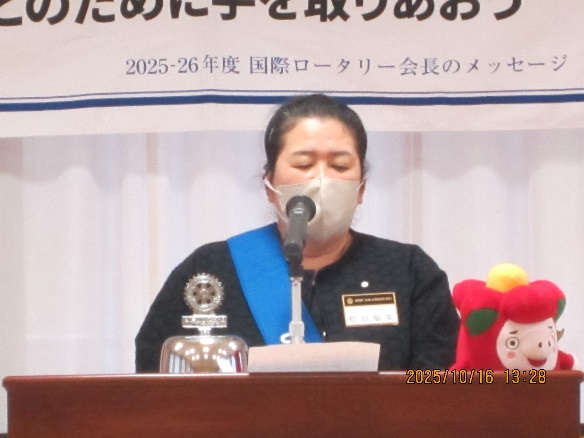 とのために手を取りあおう
2025-26年度 国際ロータリー会長のメッセージ
2025/10/16 13:28